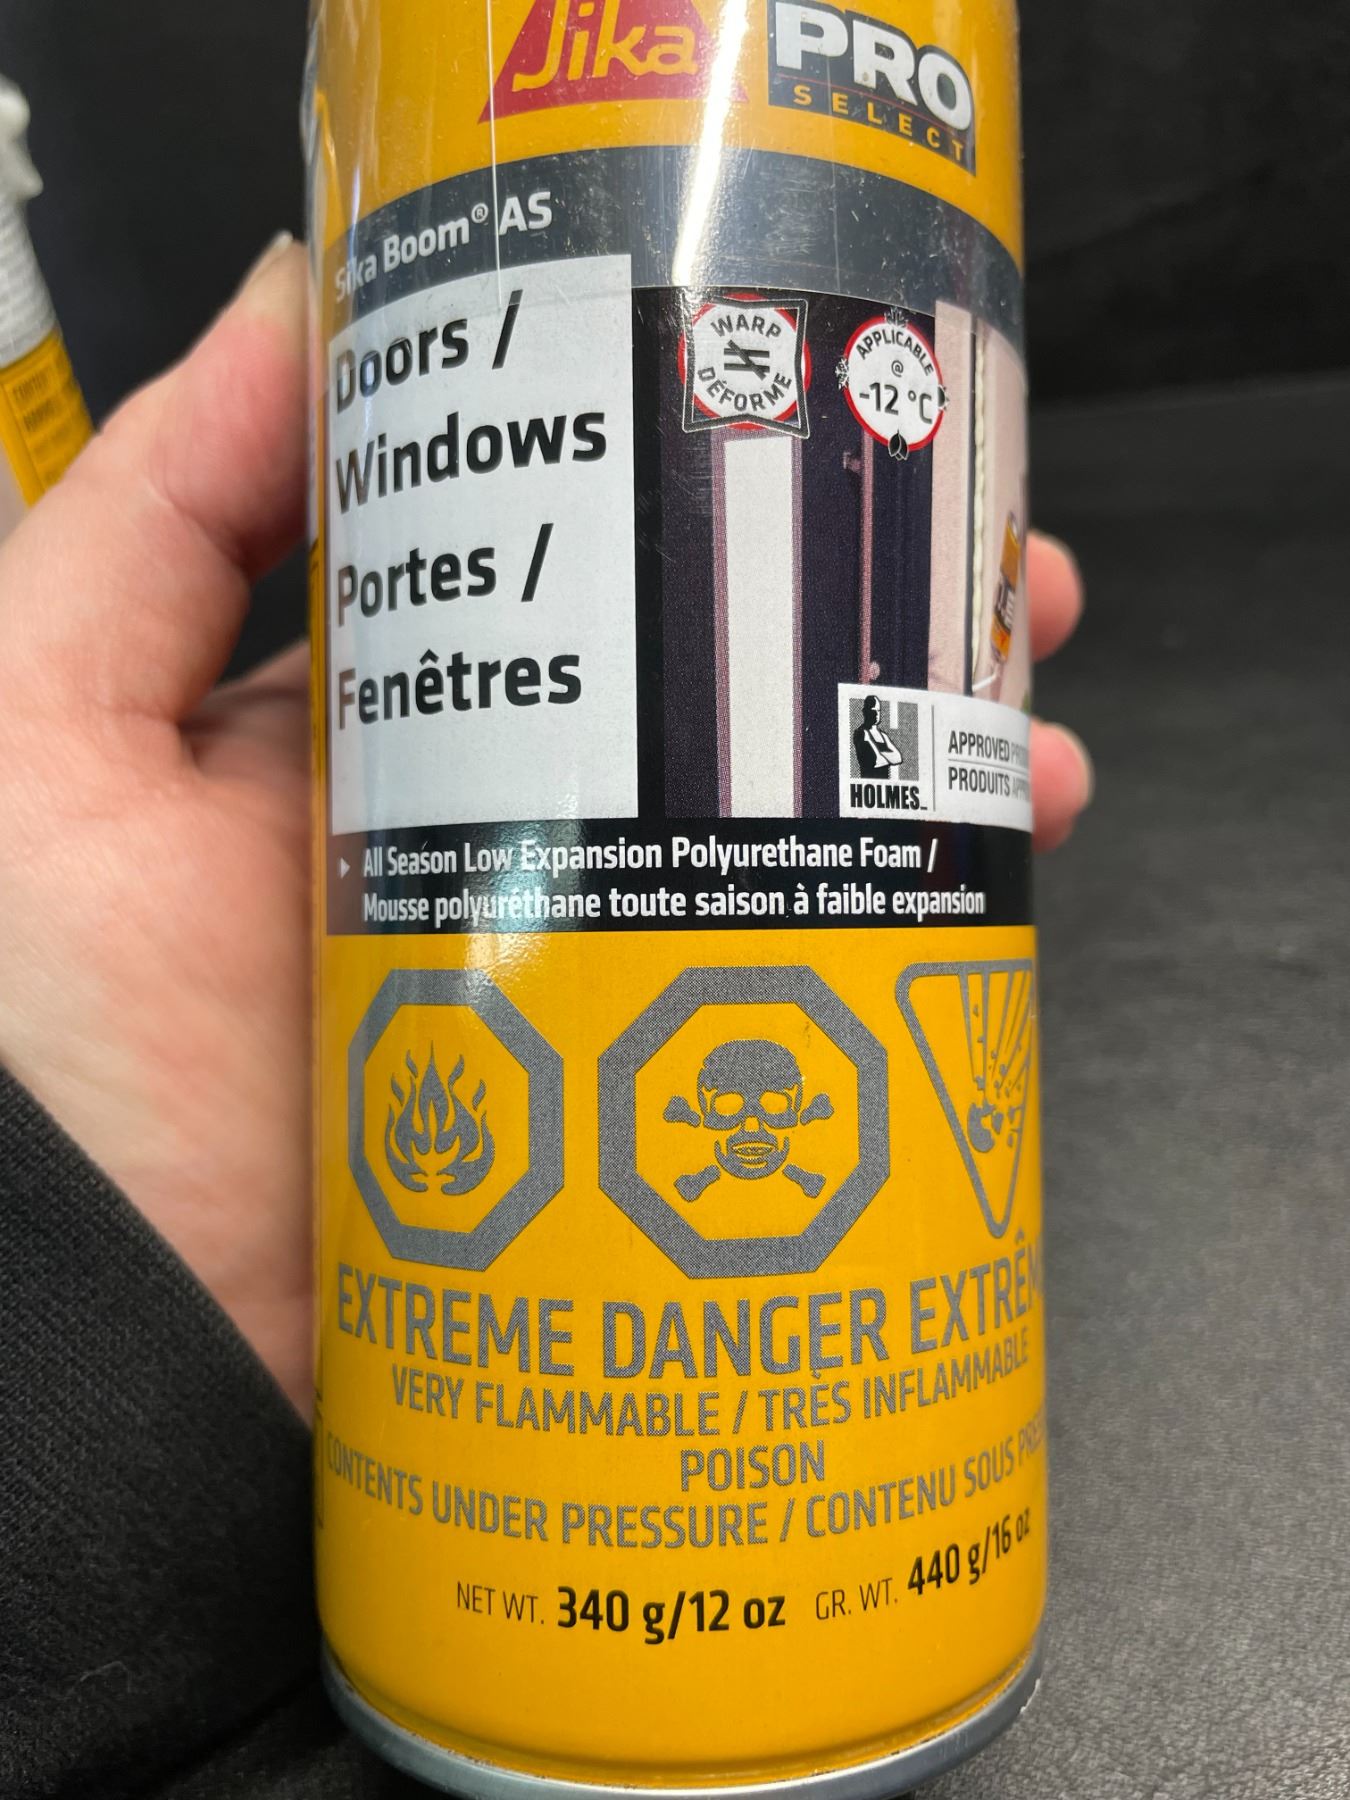 Jika
PRO
SELECT
Sika Boom® AS
Doors /
Windows
Portes /
Fenêtres
WARP
DÉFORME
APPLICABLE
@
-12 °C
HOLMES
APPROVED
PRODUITS
All Season Low Expansion Polyurethane Foam /
Mousse polyuréthane toute saison à faible expansion
EXTREME DANGER EXTRÊM
VERY FLAMMABLE / TRÈS INFLAMMABLE
POISON
CONTENTS UNDER PRESSURE / CONTENU SOUS
NET WT. 340 g/12 oz GR. WT. 440 g/16 oz